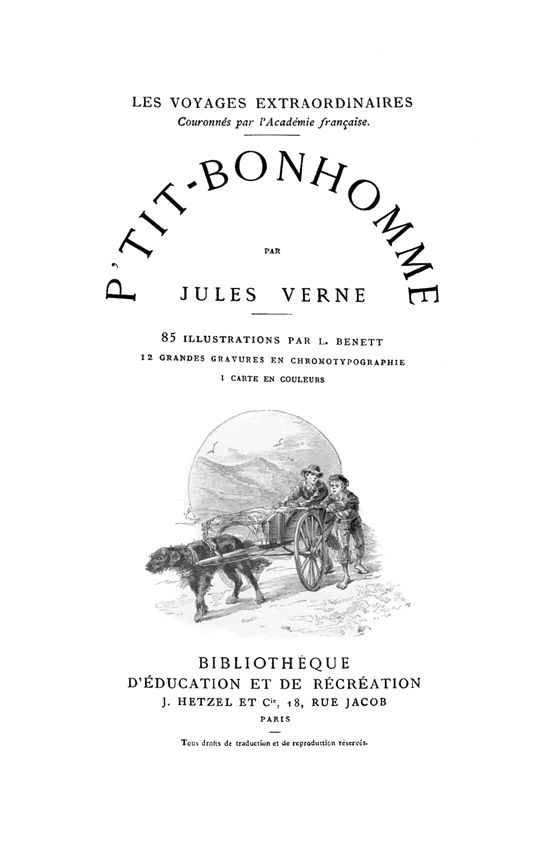 LES VOYAGES EXTRAORDINAIRES
Couronnés par l'Académie française.
P'TIT-BONHOMME
PAR
JULES VERNE
85 ILLUSTRATIONS PAR L. BENETT
12 GRANDES GRAVURES EN CHROMOTYPOGRAPHIE
1 CARTE EN COULEURS
BIBLIOTHÈQUE
D'ÉDUCATION ET DE RÉCRÉATION
J. HETZEL ET Cie, 18, RUE JACOB
PARIS
Tous droits de traduction et de reproduction réservés.